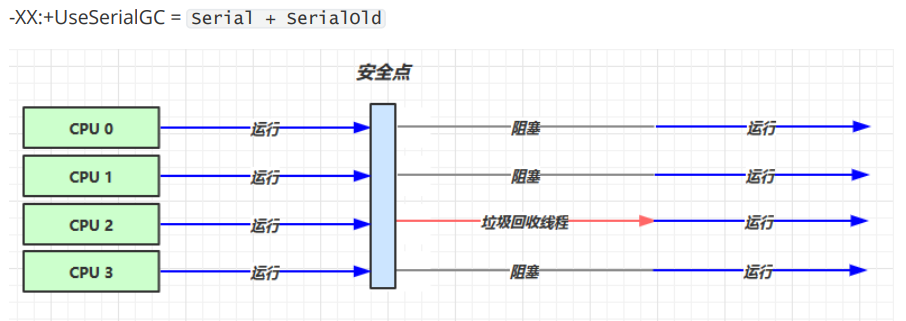 -XX:+UseSerialGC = Serial + SerialOld
安全点
CPU 0 运行 阻塞 运行
CPU 1 运行 阻塞 运行
CPU 2 运行 垃圾回收线程 运行
CPU 3 运行 阻塞 运行